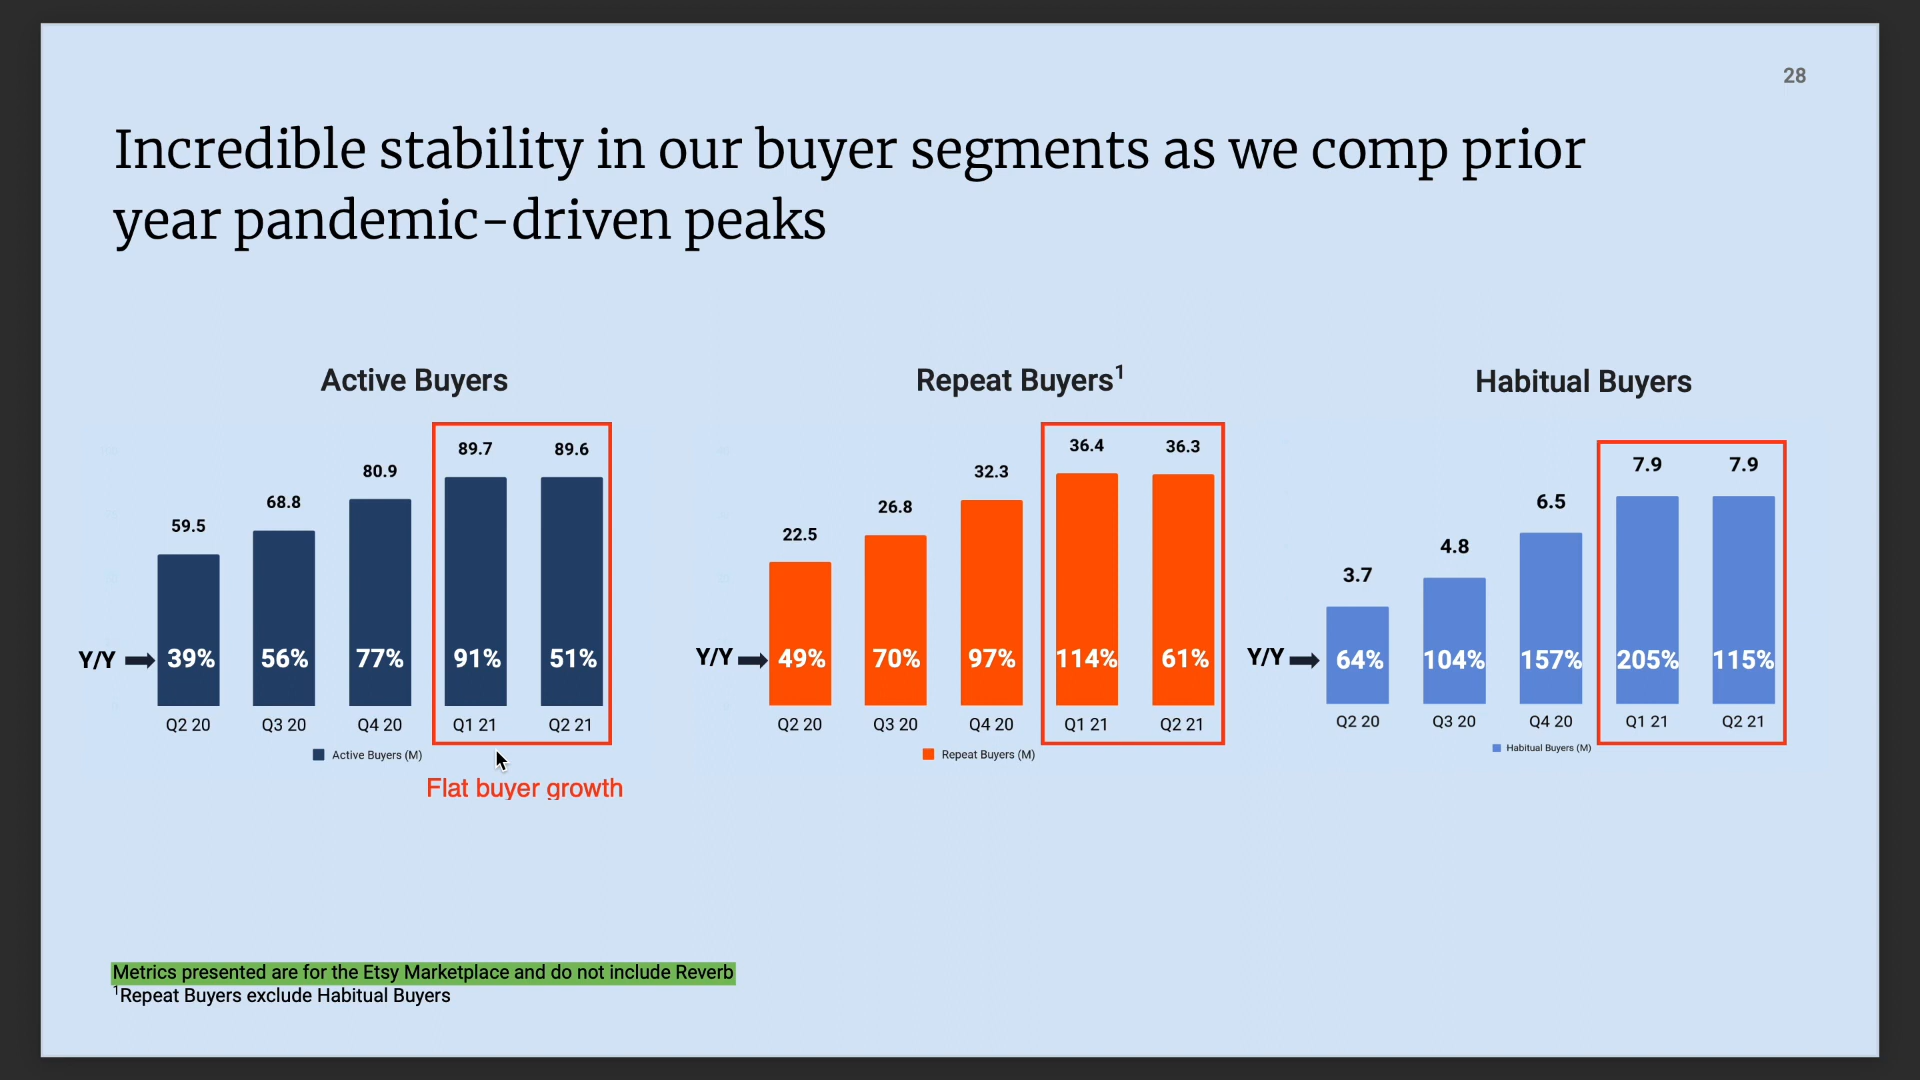 28
Incredible stability in our buyer segments as we comp prior
year pandemic-driven peaks
Active Buyers
59.5
68.8
80.9
89.7
89.6
Y/Y
39%
56%
77%
91%
51%
Q2 20
Q3 20
Q4 20
Q1 21
Q2 21
Active Buyers (M)
Flat buyer growth
Repeat Buyers¹
22.5
26.8
32.3
36.4
36.3
Y/Y
49%
70%
97%
114%
61%
Q2 20
Q3 20
Q4 20
Q1 21
Q2 21
Repeat Buyers (M)
Habitual Buyers
3.7
4.8
6.5
7.9
7.9
Y/Y
64%
104%
157%
205%
115%
Q2 20
Q3 20
Q4 20
Q1 21
Q2 21
Habitual Buyers (M)
Metrics presented are for the Etsy Marketplace and do not include Reverb
¹Repeat Buyers exclude Habitual Buyers